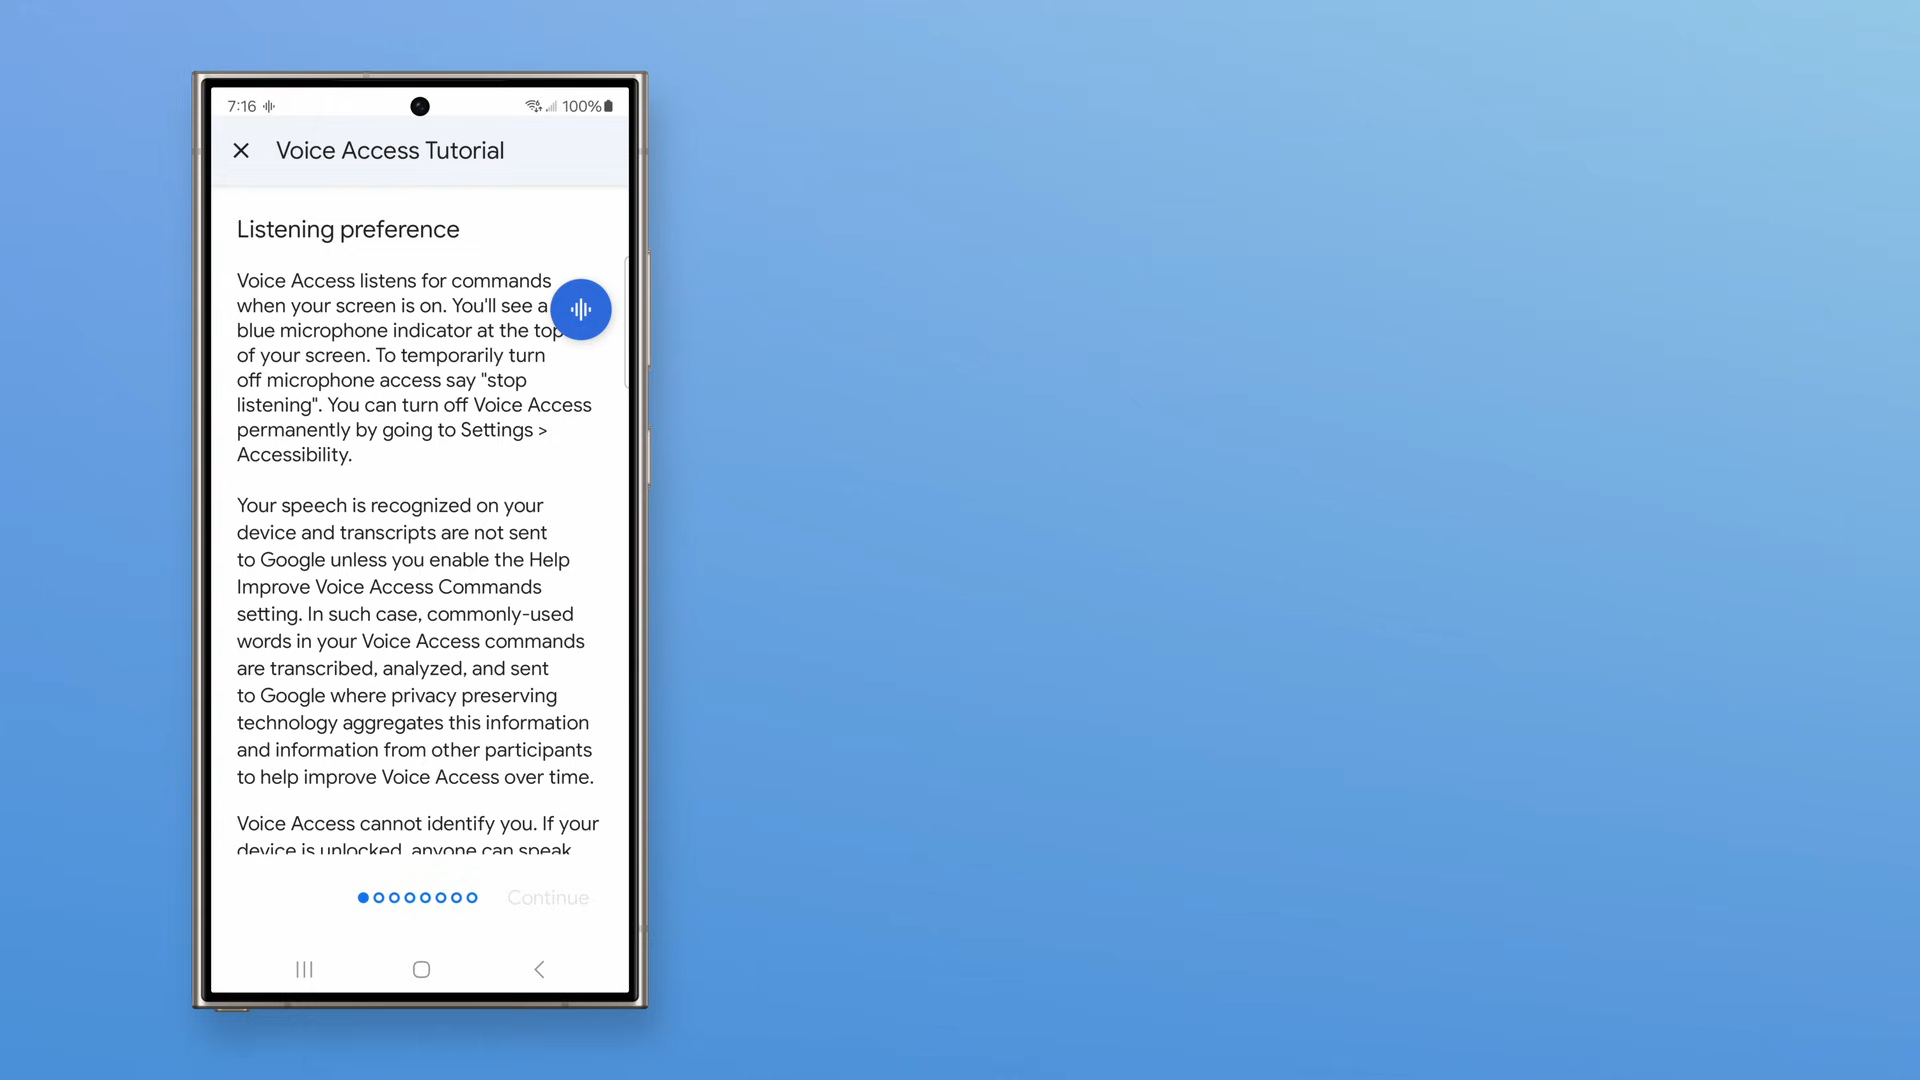 7:16 100%
Voice Access Tutorial
Listening preference
Voice Access listens for commands
when your screen is on. You'll see a
blue microphone indicator at the top
of your screen. To temporarily turn
off microphone access say "stop
listening". You can turn off Voice Access
permanently by going to Settings >
Accessibility.
Your speech is recognized on your
device and transcripts are not sent
to Google unless you enable the Help
Improve Voice Access Commands
setting. In such case, commonly-used
words in your Voice Access commands
are transcribed, analyzed, and sent
to Google where privacy preserving
technology aggregates this information
and information from other participants
to help improve Voice Access over time.
Voice Access cannot identify you. If your
device is unlocked, anyone can speak
Continue